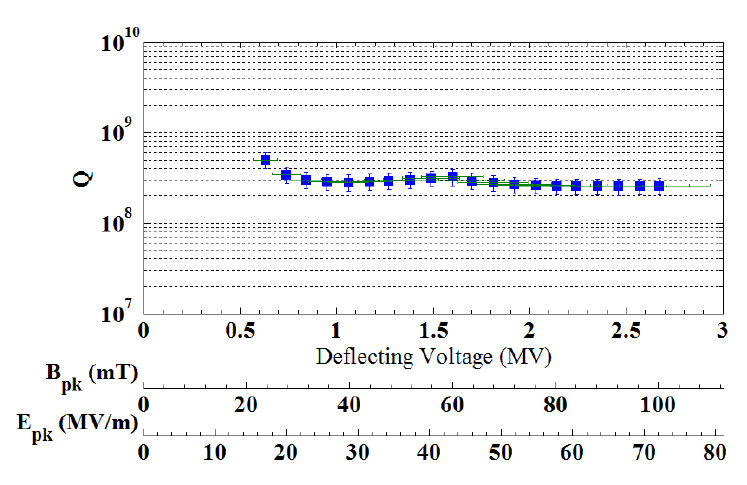 10^10
10^9
Q
10^8
10^7
0 0.5 1 1.5 2 2.5 3
Deflecting Voltage (MV)
B_pk (mT)
0 20 40 60 80 100
E_pk (MV/m)
0 10 20 30 40 50 60 70 80